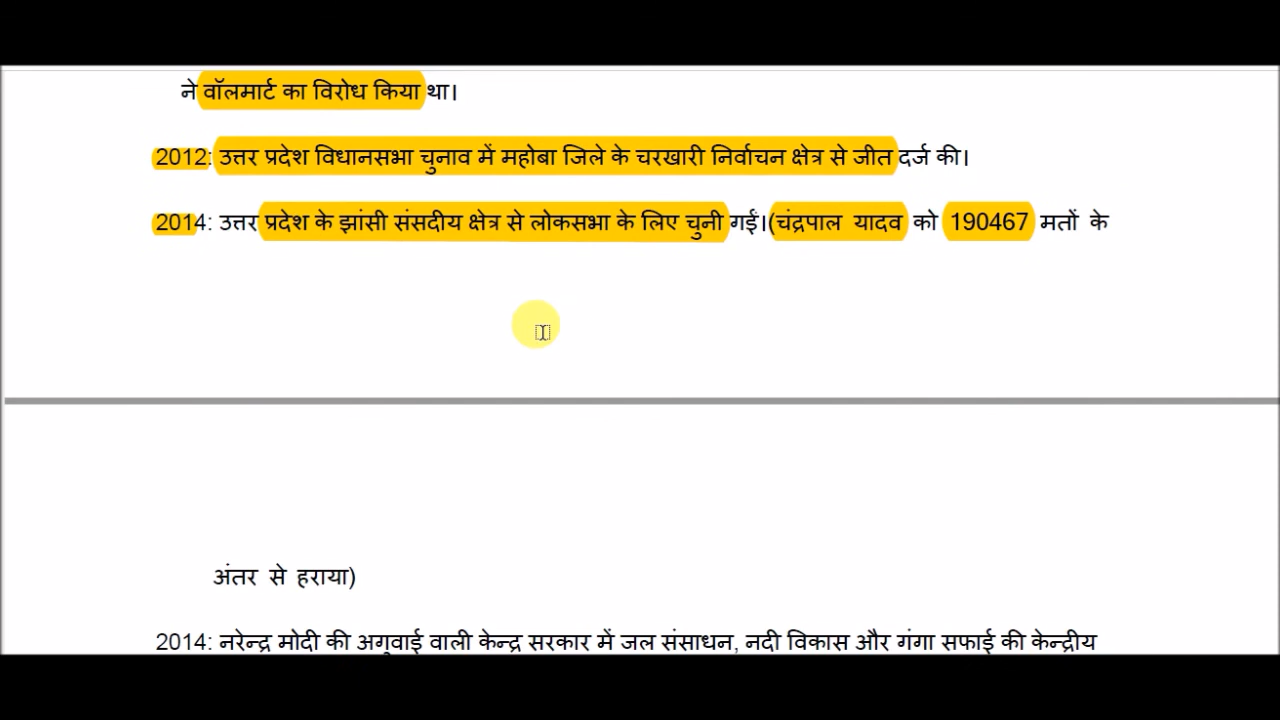 ने वॉलमार्ट का विरोध किया था।
2012: उत्तर प्रदेश विधानसभा चुनाव में महोबा जिले के चरखारी निर्वाचन क्षेत्र से जीत दर्ज की।
2014: उत्तर प्रदेश के झांसी संसदीय क्षेत्र से लोकसभा के लिए चुनी गईं।(चंद्रपाल यादव को 190467 मतों के
अंतर से हराया)
2014: नरेन्द्र मोदी की अगुवाई वाली केन्द्र सरकार में जल संसाधन, नदी विकास और गंगा सफाई की केन्द्रीय